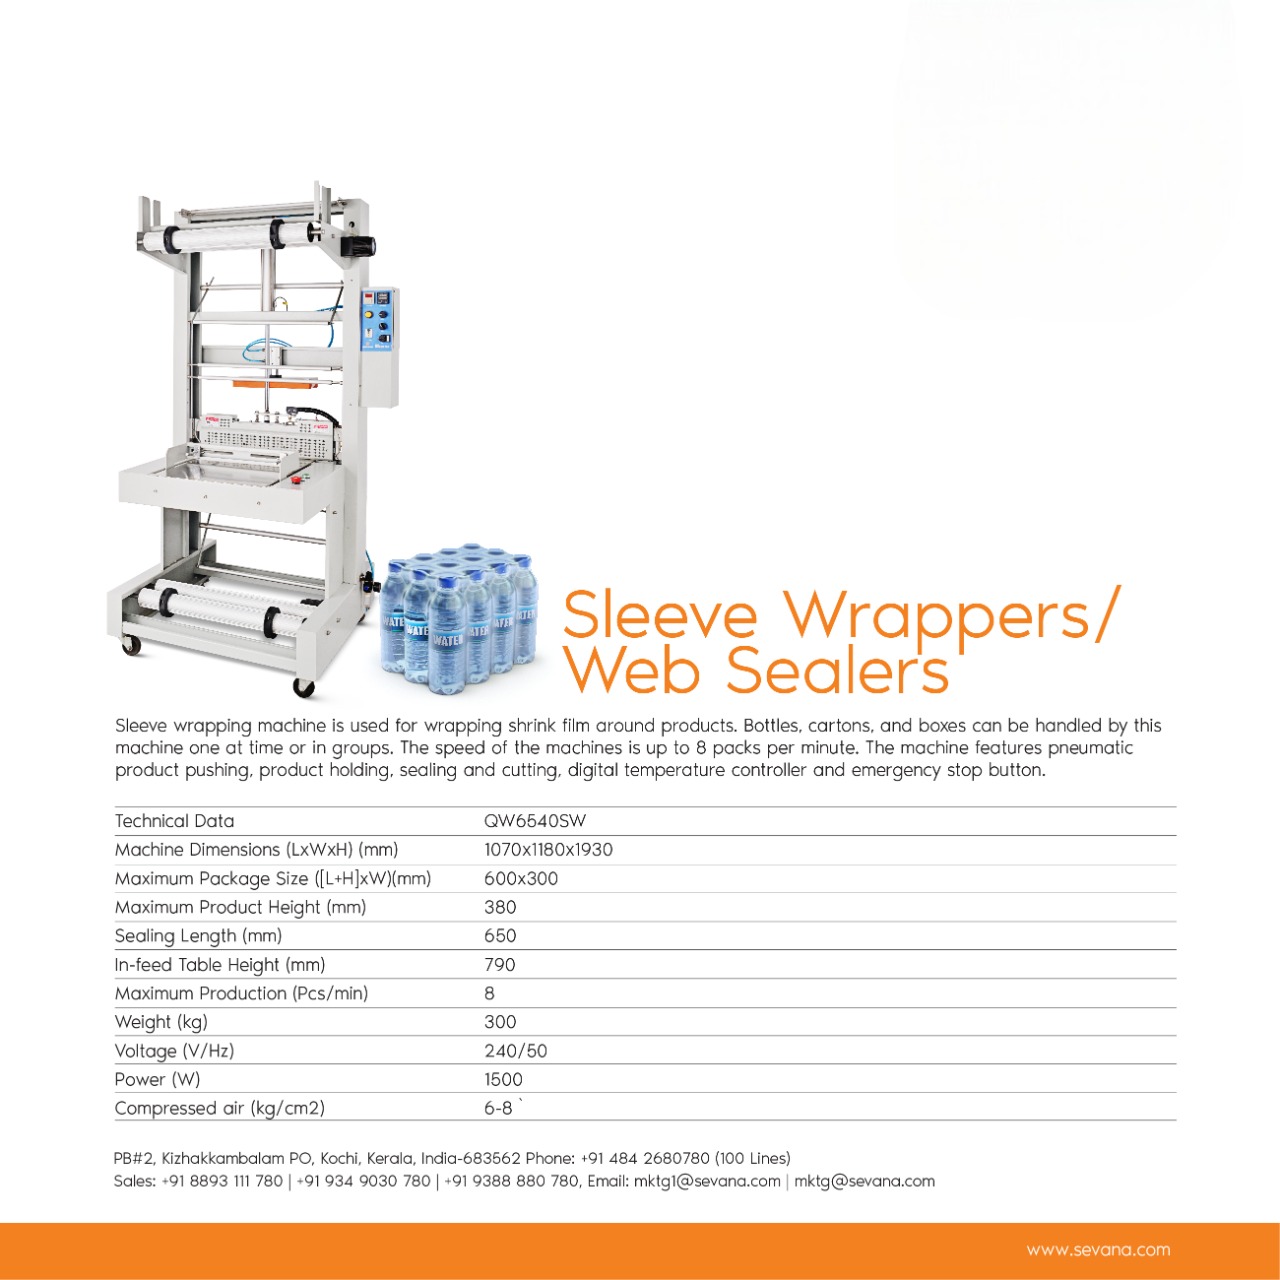 WATER
WATER
WATER
Sleeve Wrappers/
Web Sealers
Sleeve wrapping machine is used for wrapping shrink film around products. Bottles, cartons, and boxes can be handled by this
machine one at time or in groups. The speed of the machines is up to 8 packs per minute. The machine features pneumatic
product pushing, product holding, sealing and cutting, digital temperature controller and emergency stop button.
Technical Data QW6540SW
Machine Dimensions (LxWxH) (mm) 1070x1180x1930
Maximum Package Size ([L+H]xW)(mm) 600x300
Maximum Product Height (mm) 380
Sealing Length (mm) 650
In-feed Table Height (mm) 790
Maximum Production (Pcs/min) 8
Weight (kg) 300
Voltage (V/Hz) 240/50
Power (W) 1500
Compressed air (kg/cm2) 6-8 `
PB#2, Kizhakkambalam PO, Kochi, Kerala, India-683562 Phone: +91 484 2680780 (100 Lines)
Sales: +91 8893 111 780 | +91 934 9030 780 | +91 9388 880 780, Email: mktg1@sevana.com | mktg@sevana.com
www.sevana.com